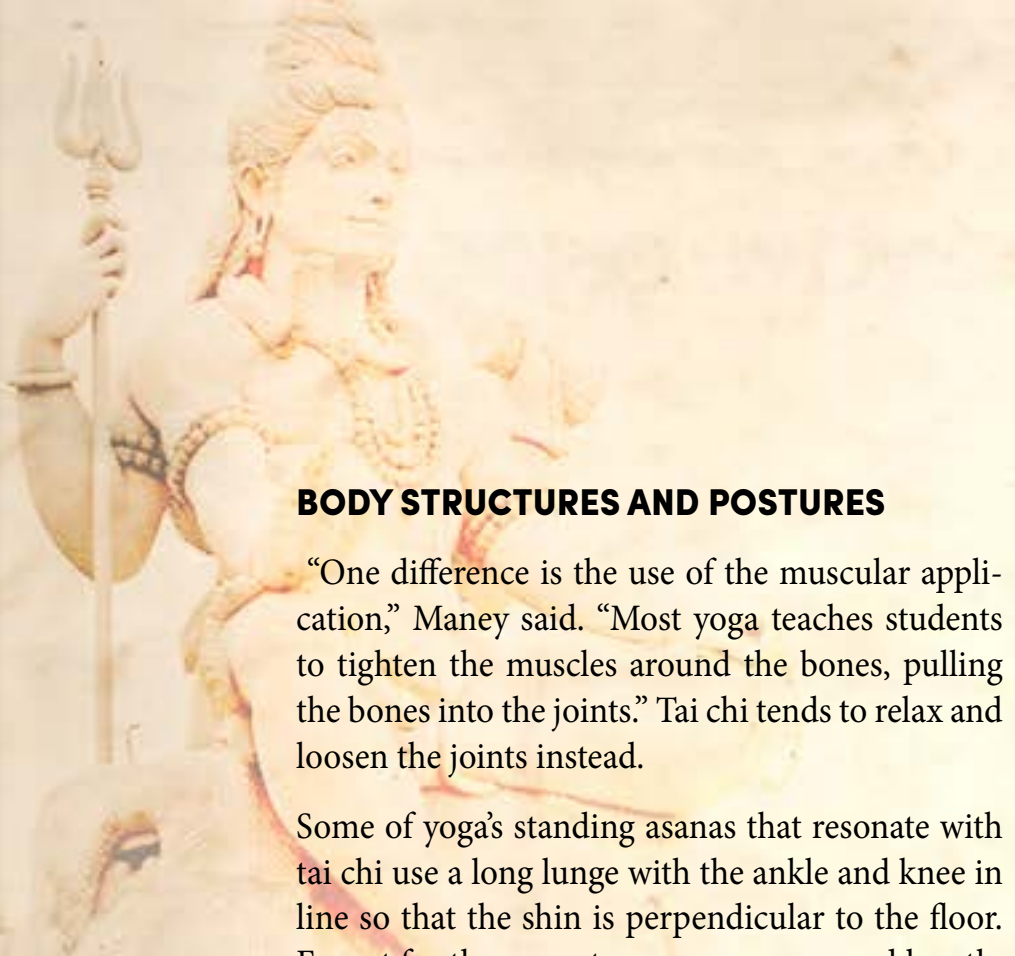 BODY STRUCTURES AND POSTURES
“One difference is the use of the muscular appli-
cation,” Maney said. “Most yoga teaches students
to tighten the muscles around the bones, pulling
the bones into the joints.” Tai chi tends to relax and
loosen the joints instead.
Some of yoga’s standing asanas that resonate with
tai chi use a long lunge with the ankle and knee in
line so that the shin is perpendicular to the floor.